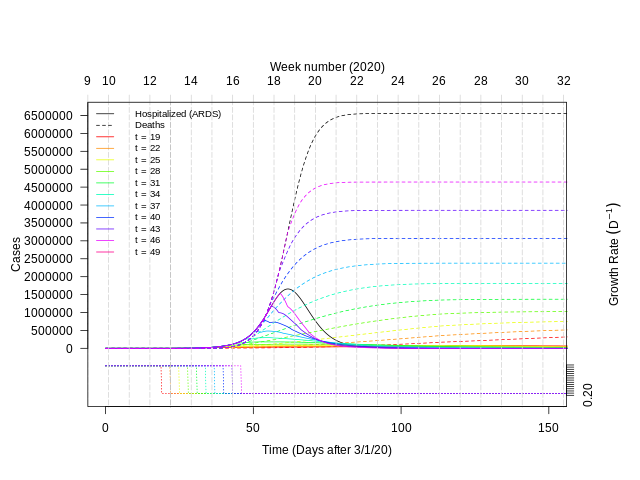 Week number (2020)
9 10 12 14 16 18 20 22 24 26 28 30 32
6500000
6000000
5500000
5000000
4500000
4000000
3500000
3000000
2500000
2000000
1500000
1000000
500000
0
Cases
Hospitalized (ARDS)
Deaths
t = 19
t = 22
t = 25
t = 28
t = 31
t = 34
t = 37
t = 40
t = 43
t = 46
t = 49
Growth Rate (D⁻¹)
0.20
0 50 100 150
Time (Days after 3/1/20)